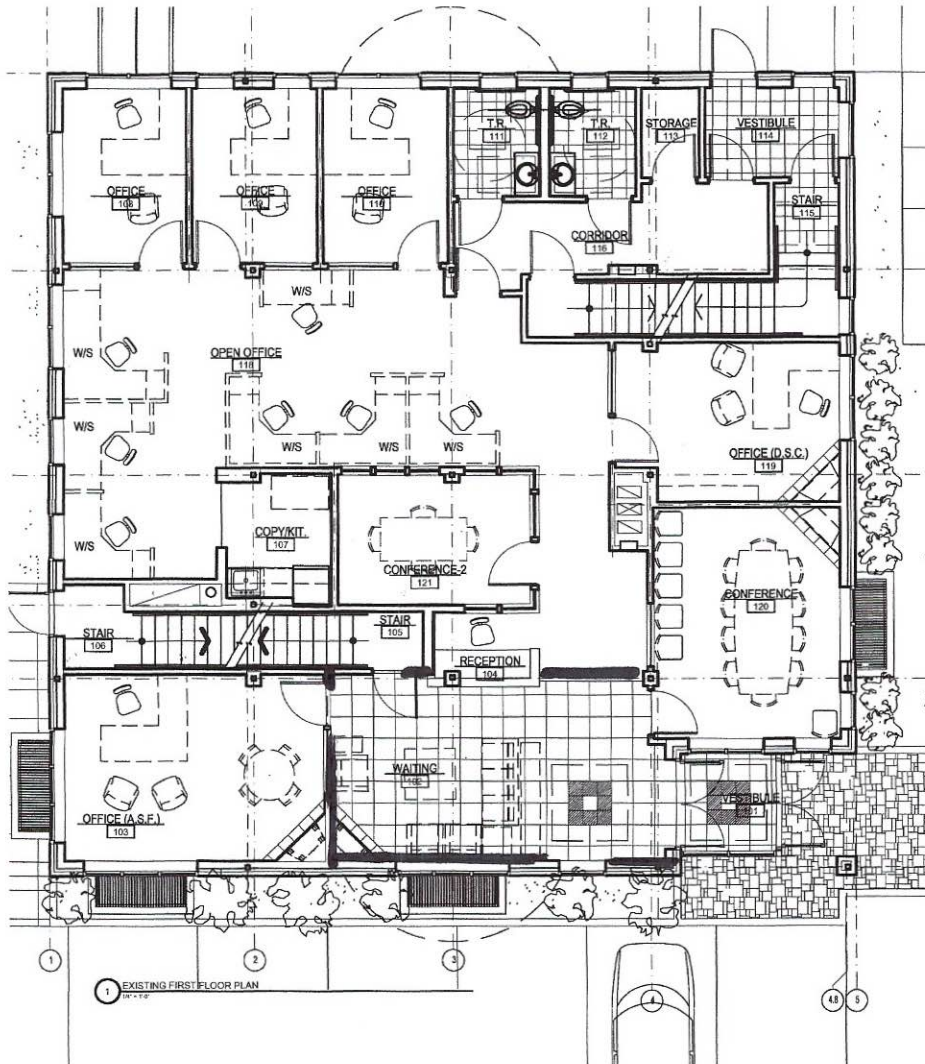 T.R.
111
T.R.
112
STORAGE
113
VESTIBULE
114
OFFICE
108
OFFICE
109
OFFICE
110
STAIR
115
CORRIDOR
116
W/S
W/S
OPEN OFFICE
118
W/S
W/S
W/S
W/S
OFFICE (D.S.C.)
119
COPY/KIT.
107
W/S
CONFERENCE-2
121
CONFERENCE
120
STAIR
106
STAIR
105
RECEPTION
104
WAITING
102
VESTIBULE
101
OFFICE (A.S.F.)
103
1
2
3
4
4.8
5
1
EXISTING FIRST FLOOR PLAN